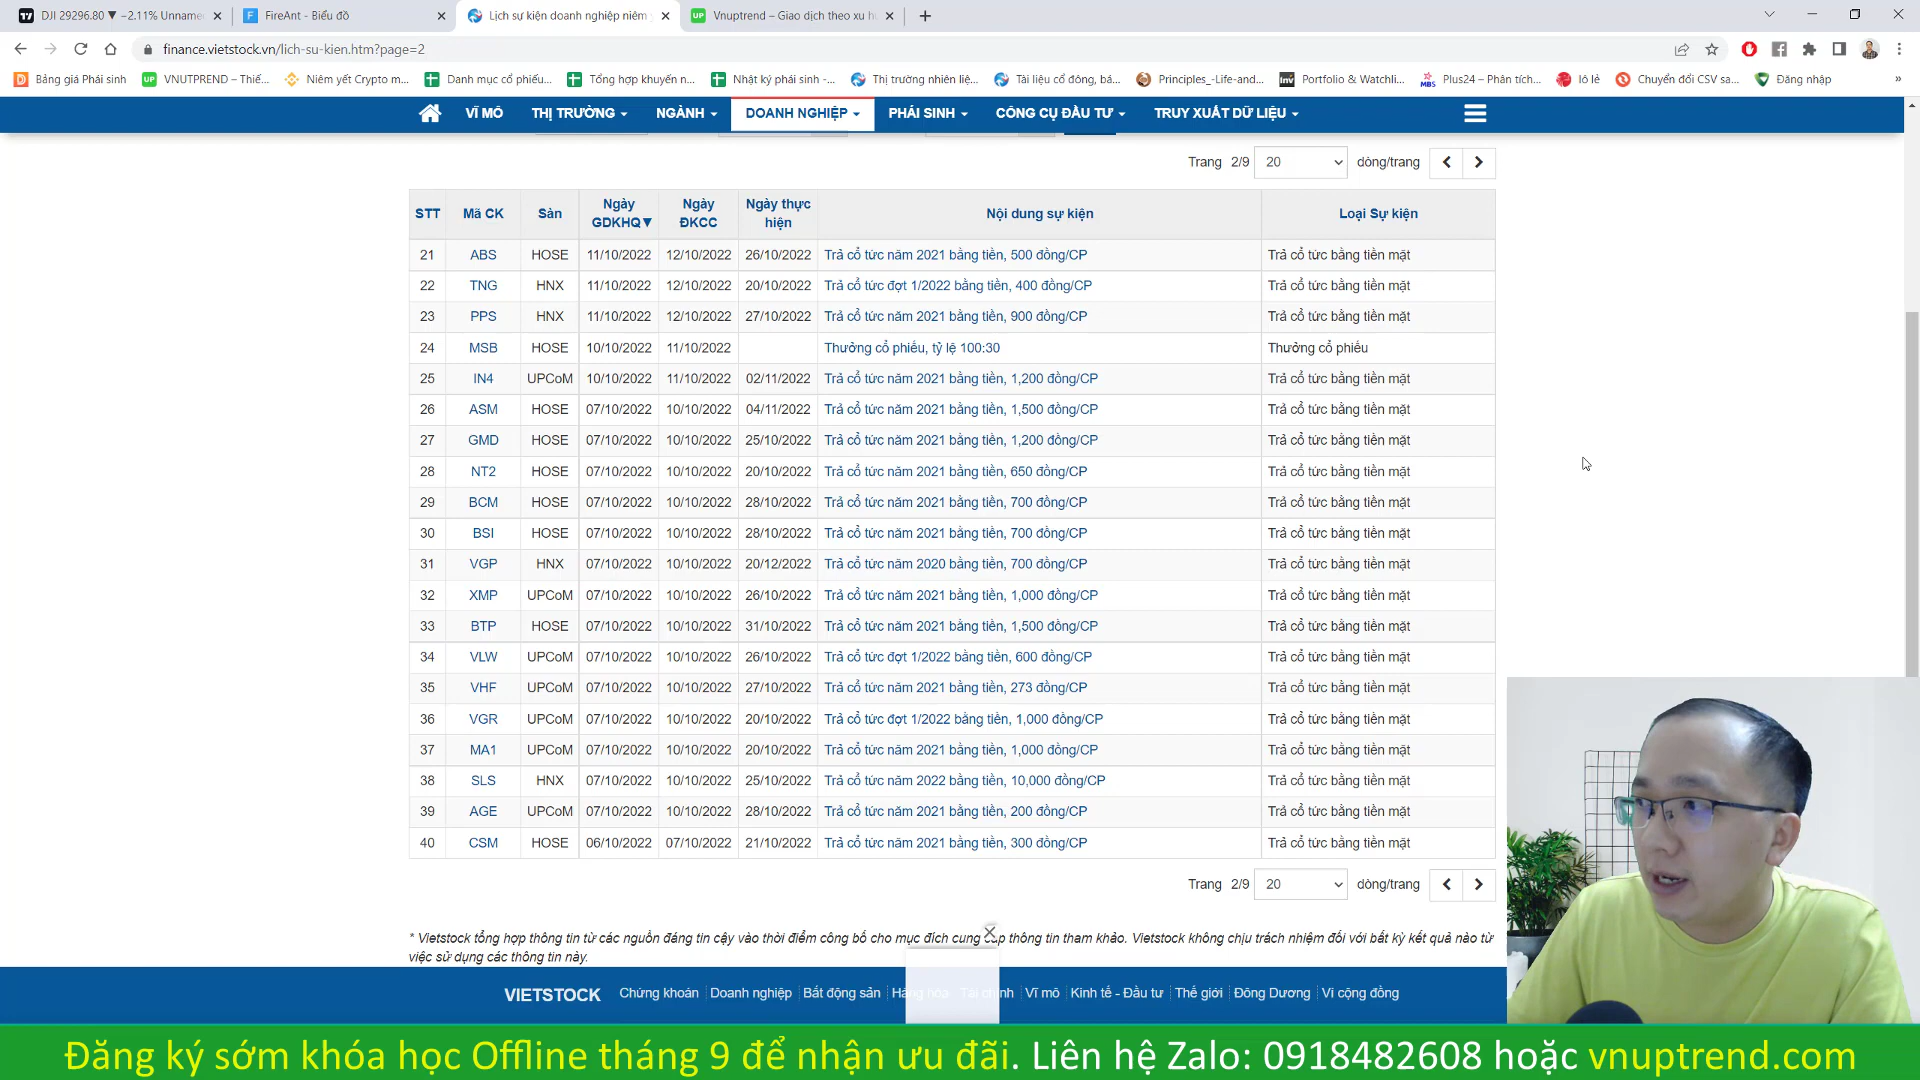 DJI 29296.80 ▼ −2.11% Unname
FireAnt - Biểu đồ
Lịch sự kiện doanh nghiệp niêm
Vnuptrend – Giao dịch theo xu h
finance.vietstock.vn/lich-su-kien.htm?page=2
Bảng giá Phái sinh
VNUPTREND – Thiế...
Niêm yết Crypto m...
Danh mục cổ phiếu...
Tổng hợp khuyến n...
Nhật ký phái sinh -...
Thị trường nhiên liệ...
Tài liệu cổ đông, bá...
Principles_-Life-and...
Portfolio & Watchli...
Plus24 – Phân tích...
lô lẻ
Chuyển đổi CSV sa...
Đăng nhập
VĨ MÔ THỊ TRƯỜNG NGÀNH DOANH NGHIỆP PHÁI SINH CÔNG CỤ ĐẦU TƯ TRUY XUẤT DỮ LIỆU
Trang 2/9 20 dòng/trang
STT Mã CK Sàn Ngày GDKHQ▼ Ngày ĐKCC Ngày thực hiện Nội dung sự kiện Loại Sự kiện
21 ABS HOSE 11/10/2022 12/10/2022 26/10/2022 Trả cổ tức năm 2021 bằng tiền, 500 đồng/CP Trả cổ tức bằng tiền mặt
22 TNG HNX 11/10/2022 12/10/2022 20/10/2022 Trả cổ tức đợt 1/2022 bằng tiền, 400 đồng/CP Trả cổ tức bằng tiền mặt
23 PPS HNX 11/10/2022 12/10/2022 27/10/2022 Trả cổ tức năm 2021 bằng tiền, 900 đồng/CP Trả cổ tức bằng tiền mặt
24 MSB HOSE 10/10/2022 11/10/2022 Thưởng cổ phiếu, tỷ lệ 100:30 Thưởng cổ phiếu
25 IN4 UPCoM 10/10/2022 11/10/2022 02/11/2022 Trả cổ tức năm 2021 bằng tiền, 1,200 đồng/CP Trả cổ tức bằng tiền mặt
26 ASM HOSE 07/10/2022 10/10/2022 04/11/2022 Trả cổ tức năm 2021 bằng tiền, 1,500 đồng/CP Trả cổ tức bằng tiền mặt
27 GMD HOSE 07/10/2022 10/10/2022 25/10/2022 Trả cổ tức năm 2021 bằng tiền, 1,200 đồng/CP Trả cổ tức bằng tiền mặt
28 NT2 HOSE 07/10/2022 10/10/2022 20/10/2022 Trả cổ tức năm 2021 bằng tiền, 650 đồng/CP Trả cổ tức bằng tiền mặt
29 BCM HOSE 07/10/2022 10/10/2022 28/10/2022 Trả cổ tức năm 2021 bằng tiền, 700 đồng/CP Trả cổ tức bằng tiền mặt
30 BSI HOSE 07/10/2022 10/10/2022 28/10/2022 Trả cổ tức năm 2021 bằng tiền, 700 đồng/CP Trả cổ tức bằng tiền mặt
31 VGP HNX 07/10/2022 10/10/2022 20/12/2022 Trả cổ tức năm 2020 bằng tiền, 700 đồng/CP Trả cổ tức bằng tiền mặt
32 XMP UPCoM 07/10/2022 10/10/2022 26/10/2022 Trả cổ tức năm 2021 bằng tiền, 1,000 đồng/CP Trả cổ tức bằng tiền mặt
33 BTP HOSE 07/10/2022 10/10/2022 31/10/2022 Trả cổ tức năm 2021 bằng tiền, 1,500 đồng/CP Trả cổ tức bằng tiền mặt
34 VLW UPCoM 07/10/2022 10/10/2022 26/10/2022 Trả cổ tức đợt 1/2022 bằng tiền, 600 đồng/CP Trả cổ tức bằng tiền mặt
35 VHF UPCoM 07/10/2022 10/10/2022 27/10/2022 Trả cổ tức năm 2021 bằng tiền, 273 đồng/CP Trả cổ tức bằng tiền mặt
36 VGR UPCoM 07/10/2022 10/10/2022 20/10/2022 Trả cổ tức đợt 1/2022 bằng tiền, 1,000 đồng/CP Trả cổ tức bằng tiền mặt
37 MA1 UPCoM 07/10/2022 10/10/2022 20/10/2022 Trả cổ tức năm 2021 bằng tiền, 1,000 đồng/CP Trả cổ tức bằng tiền mặt
38 SLS HNX 07/10/2022 10/10/2022 25/10/2022 Trả cổ tức năm 2022 bằng tiền, 10,000 đồng/CP Trả cổ tức bằng tiền mặt
39 AGE UPCoM 07/10/2022 10/10/2022 28/10/2022 Trả cổ tức năm 2021 bằng tiền, 200 đồng/CP Trả cổ tức bằng tiền mặt
40 CSM HOSE 06/10/2022 07/10/2022 21/10/2022 Trả cổ tức năm 2021 bằng tiền, 300 đồng/CP Trả cổ tức bằng tiền mặt
Trang 2/9 20 dòng/trang
* Vietstock tổng hợp thông tin từ các nguồn đáng tin cậy vào thời điểm công bố cho mục đích cung cấp thông tin tham khảo. Vietstock không chịu trách nhiệm đối với bất kỳ kết quả nào từ
việc sử dụng các thông tin này.
VIETSTOCK Chứng khoán Doanh nghiệp Bất động sản Hàng hóa Tài chính Vĩ mô Kinh tế - Đầu tư Thế giới Đông Dương Vì cộng đồng
Đăng ký sớm khóa học Offline tháng 9 để nhận ưu đãi. Liên hệ Zalo: 0918482608 hoặc vnuptrend.com